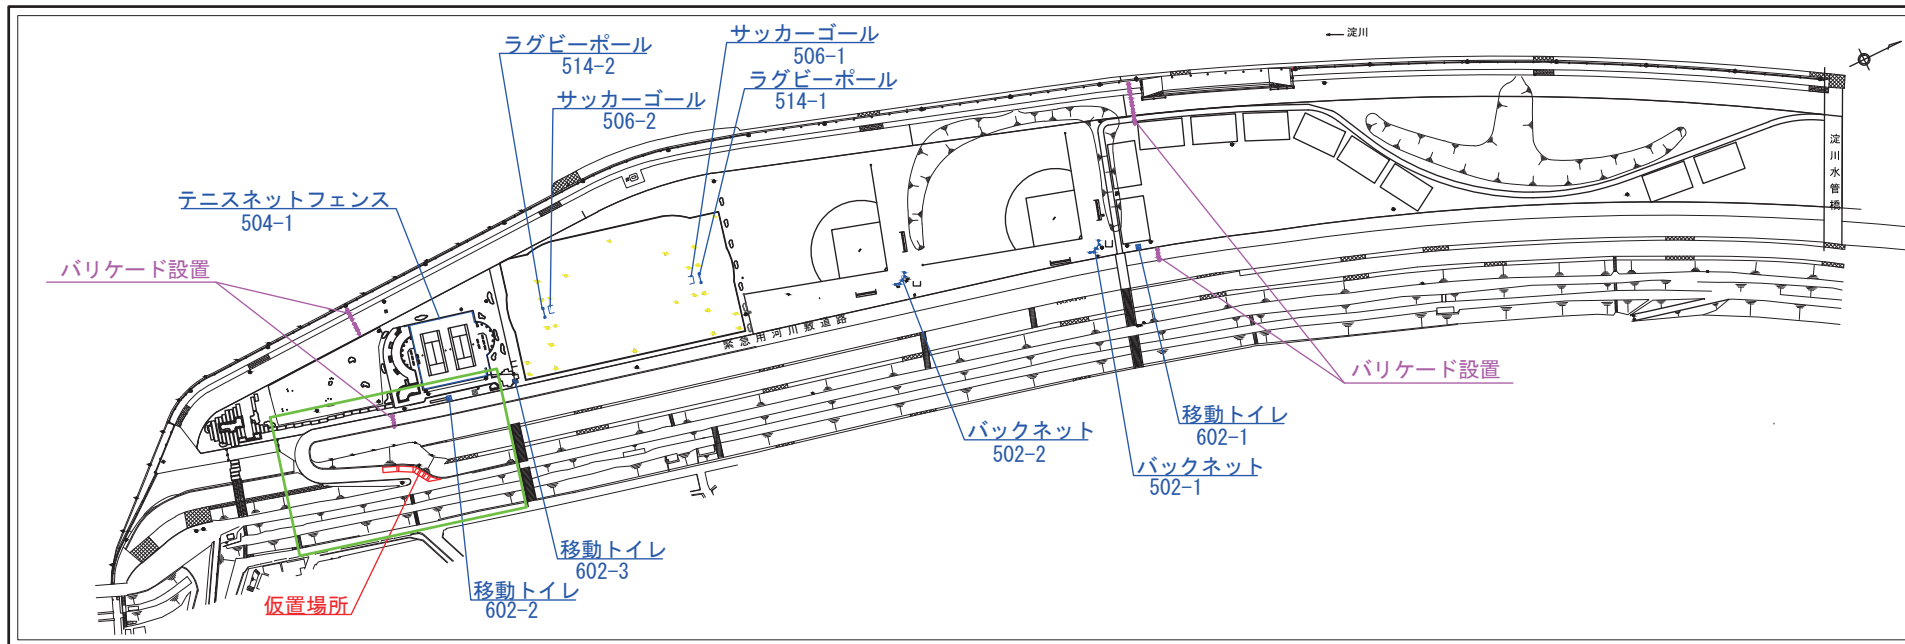 淀川
ラグビーポール
514-2
サッカーゴール
506-1
ラグビーポール
514-1
サッカーゴール
506-2
テニスネットフェンス
504-1
バリケード設置
淀川水管橋
緊急用河川敷道路
バリケード設置
移動トイレ
602-1
バックネット
502-2
バックネット
502-1
移動トイレ
602-3
移動トイレ
602-2
仮置場所